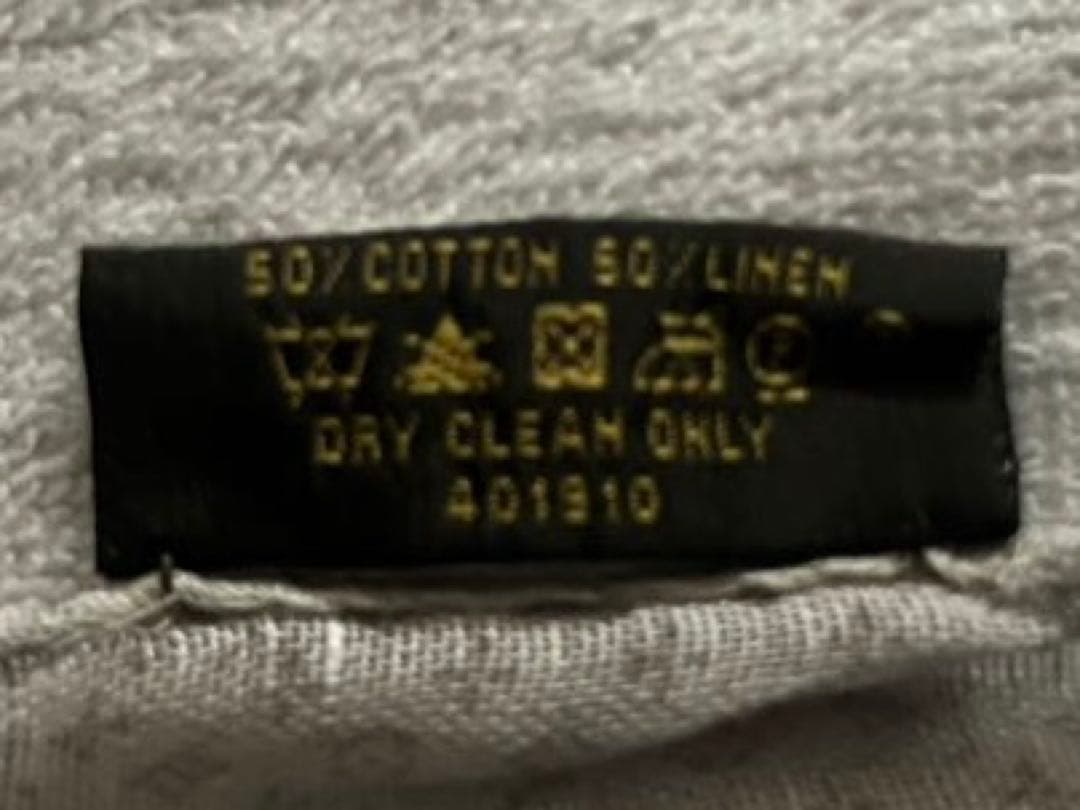 50% COTTON 50% LINEN
DRY CLEAN ONLY
401910